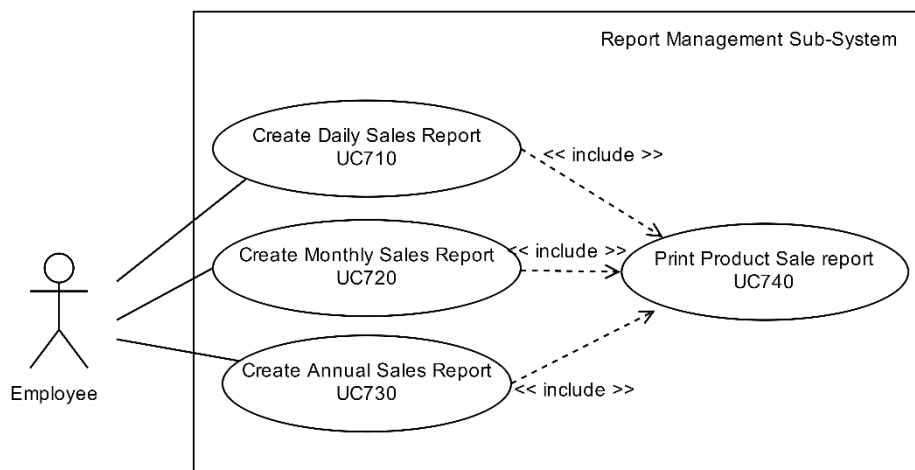 Report Management Sub-System
Create Daily Sales Report
UC710
<< include >>
Create Monthly Sales Report
UC720
<< include >>
Print Product Sale report
UC740
Create Annual Sales Report
UC730
<< include >>
Employee